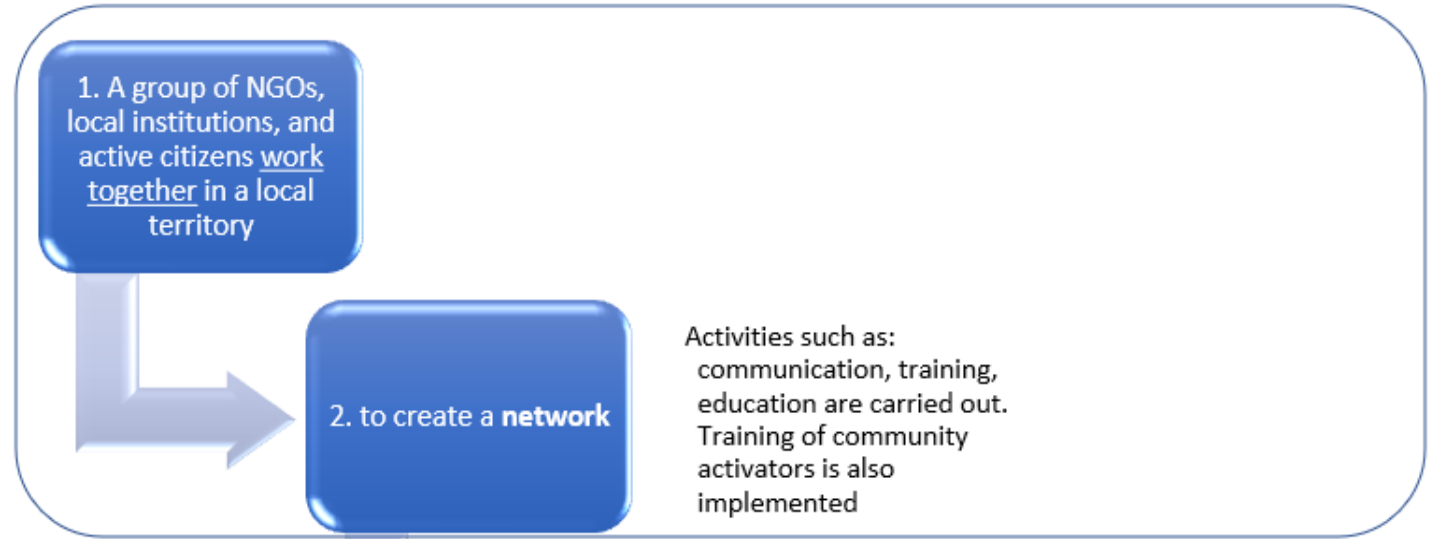 1. A group of NGOs,
local institutions, and
active citizens work
together in a local
territory
2. to create a network
Activities such as:
communication, training,
education are carried out.
Training of community
activators is also
implemented